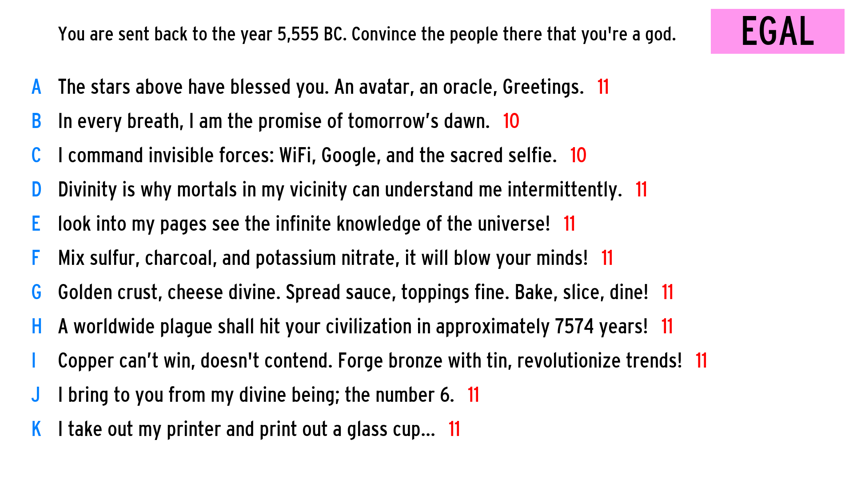 You are sent back to the year 5,555 BC. Convince the people there that you're a god.
EGAL
A The stars above have blessed you. An avatar, an oracle, Greetings. 11
B In every breath, I am the promise of tomorrow’s dawn. 10
C I command invisible forces: WiFi, Google, and the sacred selfie. 10
D Divinity is why mortals in my vicinity can understand me intermittently. 11
E look into my pages see the infinite knowledge of the universe! 11
F Mix sulfur, charcoal, and potassium nitrate, it will blow your minds! 11
G Golden crust, cheese divine. Spread sauce, toppings fine. Bake, slice, dine! 11
H A worldwide plague shall hit your civilization in approximately 7574 years! 11
I Copper can’t win, doesn't contend. Forge bronze with tin, revolutionize trends! 11
J I bring to you from my divine being; the number 6. 11
K I take out my printer and print out a glass cup... 11